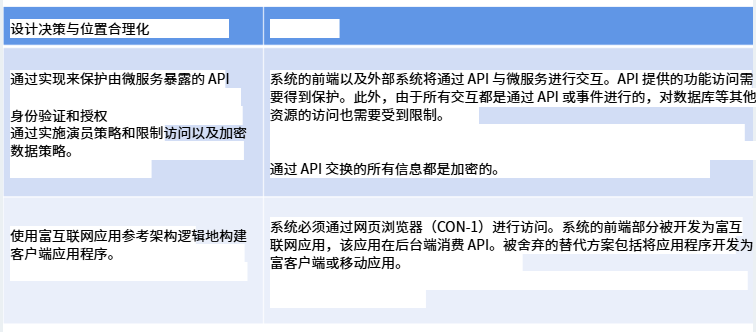 设计决策与位置合理化
通过实现来保护由微服务暴露的 API
身份验证和授权
通过实施演员策略和限制访问以及加密
数据策略。
系统的前端以及外部系统将通过 API 与微服务进行交互。API 提供的功能访问需
要得到保护。此外，由于所有交互都是通过 API 或事件进行的，对数据库等其他
资源的访问也需要受到限制。
通过 API 交换的所有信息都是加密的。
使用富互联网应用参考架构逻辑地构建
客户端应用程序。
系统必须通过网页浏览器（CON-1）进行访问。系统的前端部分被开发为富互
联网应用，该应用在后台端消费 API。被舍弃的替代方案包括将应用程序开发为
富客户端或移动应用。